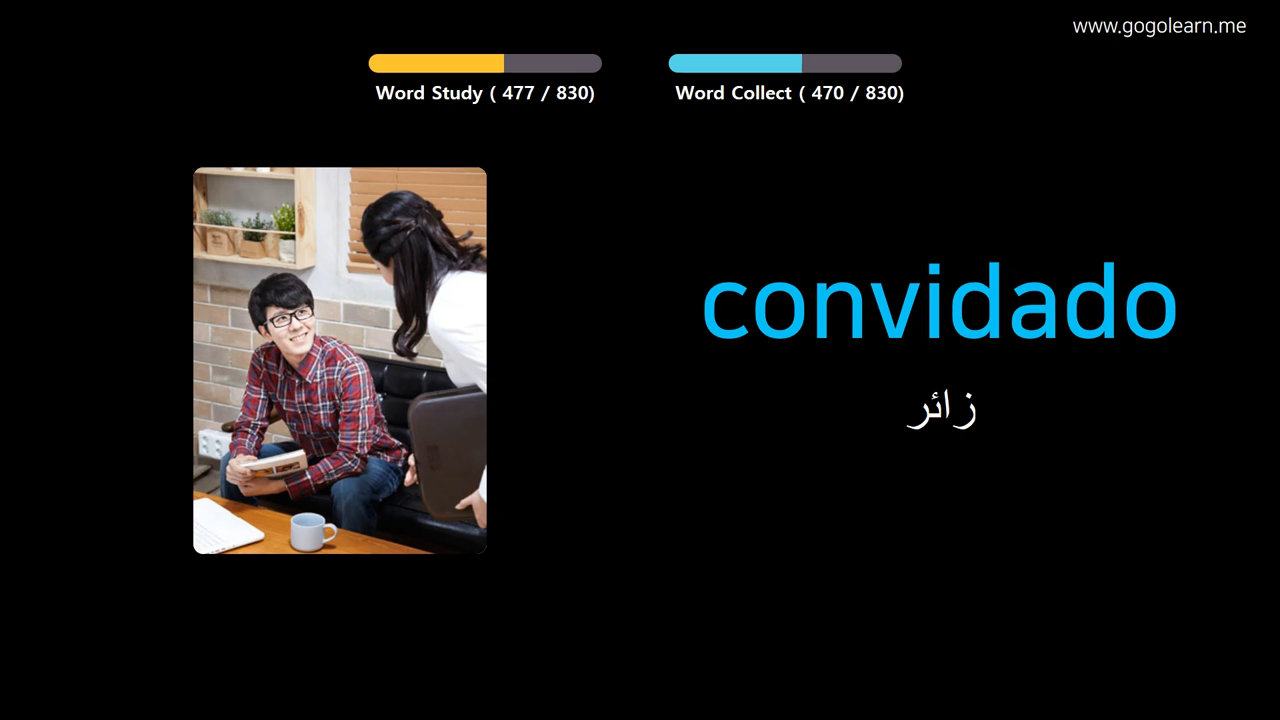 www.gogolearn.me
Word Study ( 477 / 830)
Word Collect ( 470 / 830)
convidado
زائر